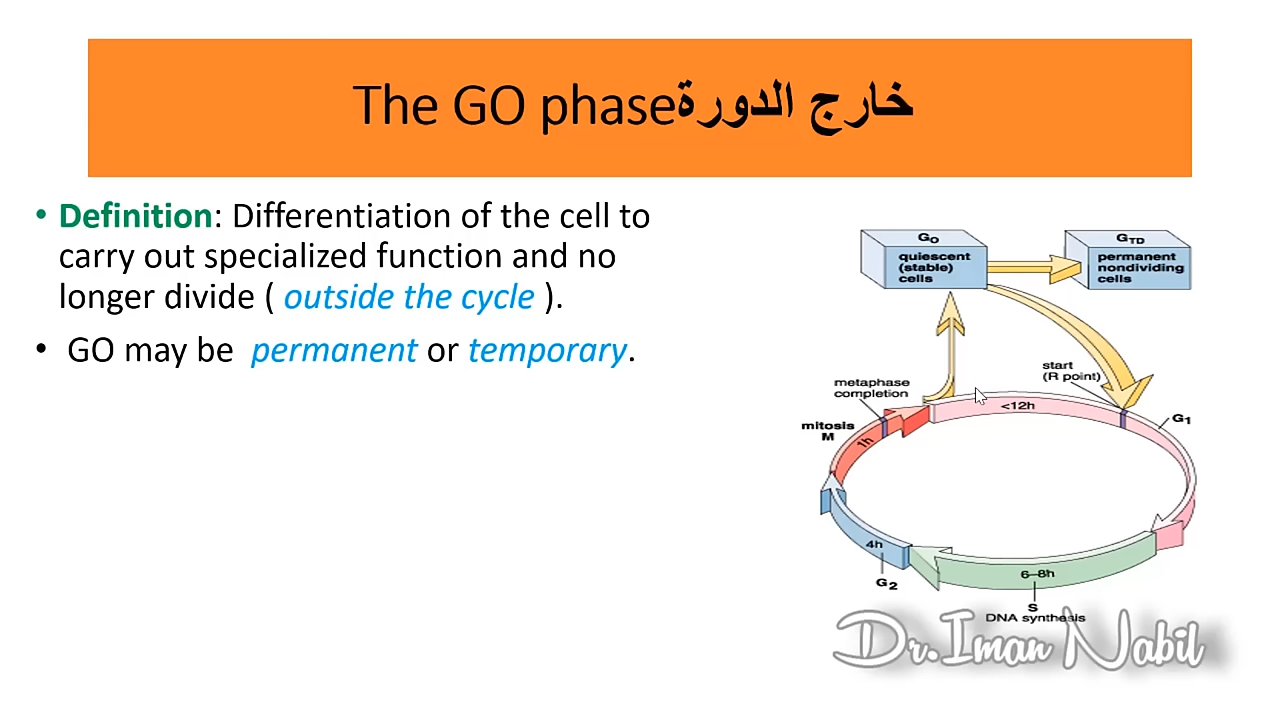 The GO phaseخارج الدورة
• Definition: Differentiation of the cell to
carry out specialized function and no
longer divide ( outside the cycle ).
• GO may be permanent or temporary.
GO
quiescent
(stable)
cells
GTD
permanent
nondividing
cells
start
(R point)
metaphase
completion
<12h
G1
mitosis
M
1h
4h
G2
6–8h
S
DNA synthesis
Dr.Iman Nabil